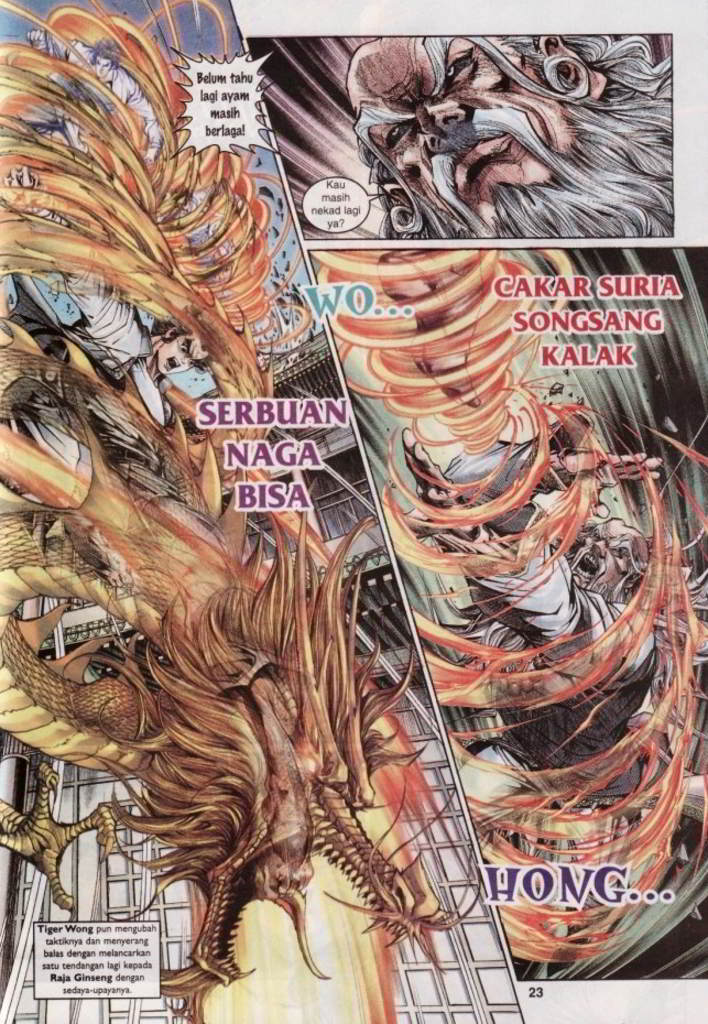 Belum tahu
lagi ayam
masih
berlaga!
Kau
masih
nekad lagi
ya?
WO...
CAKAR SURIA
SONGSANG
KALAK
SERBUAN
NAGA
BISA
HONG...
Tiger Wong pun mengubah
taktiknya dan menyerang
balas dengan melancarkan
satu tendangan lagi kepada
Raja Ginseng dengan
sedaya-upayanya.
23